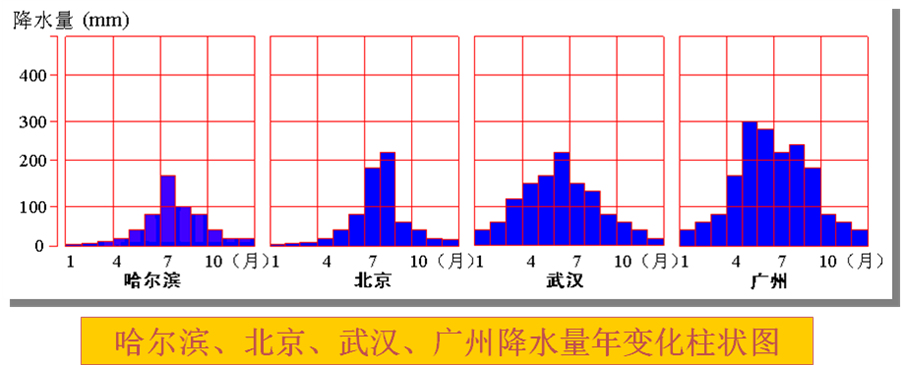 降水量 (mm)
400
300
200
100
0
1 4 7 10（月）1 4 7 10（月）1 4 7 10（月）1 4 7 10（月）
哈尔滨 北京 武汉 广州
哈尔滨、北京、武汉、广州降水量年变化柱状图